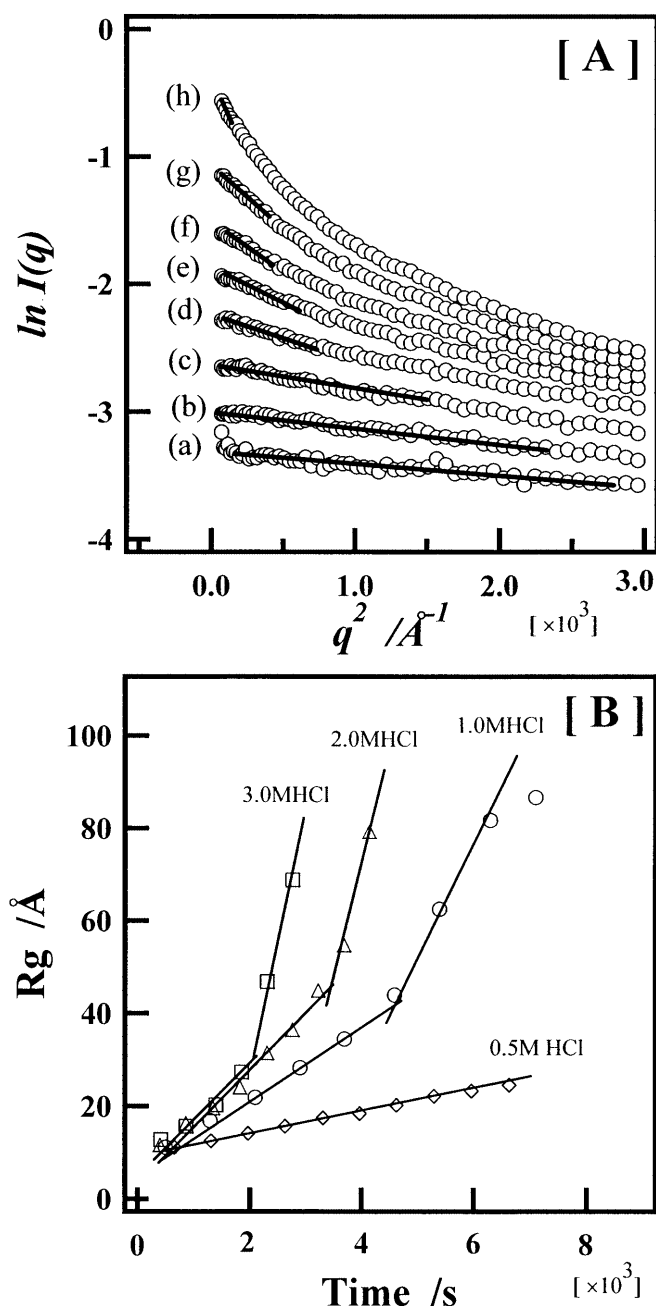 [ A ]
0
-1
-2
-3
-4
ln I(q)
(h)
(g)
(f)
(e)
(d)
(c)
(b)
(a)
0.0 1.0 2.0 3.0
q² /Å⁻¹ [ ×10³ ]
[ B ]
100
80
60
40
20
0
Rg /Å
1.0MHCl
2.0MHCl
3.0MHCl
0.5M HCl
0 2 4 6 8
Time /s [ ×10³ ]